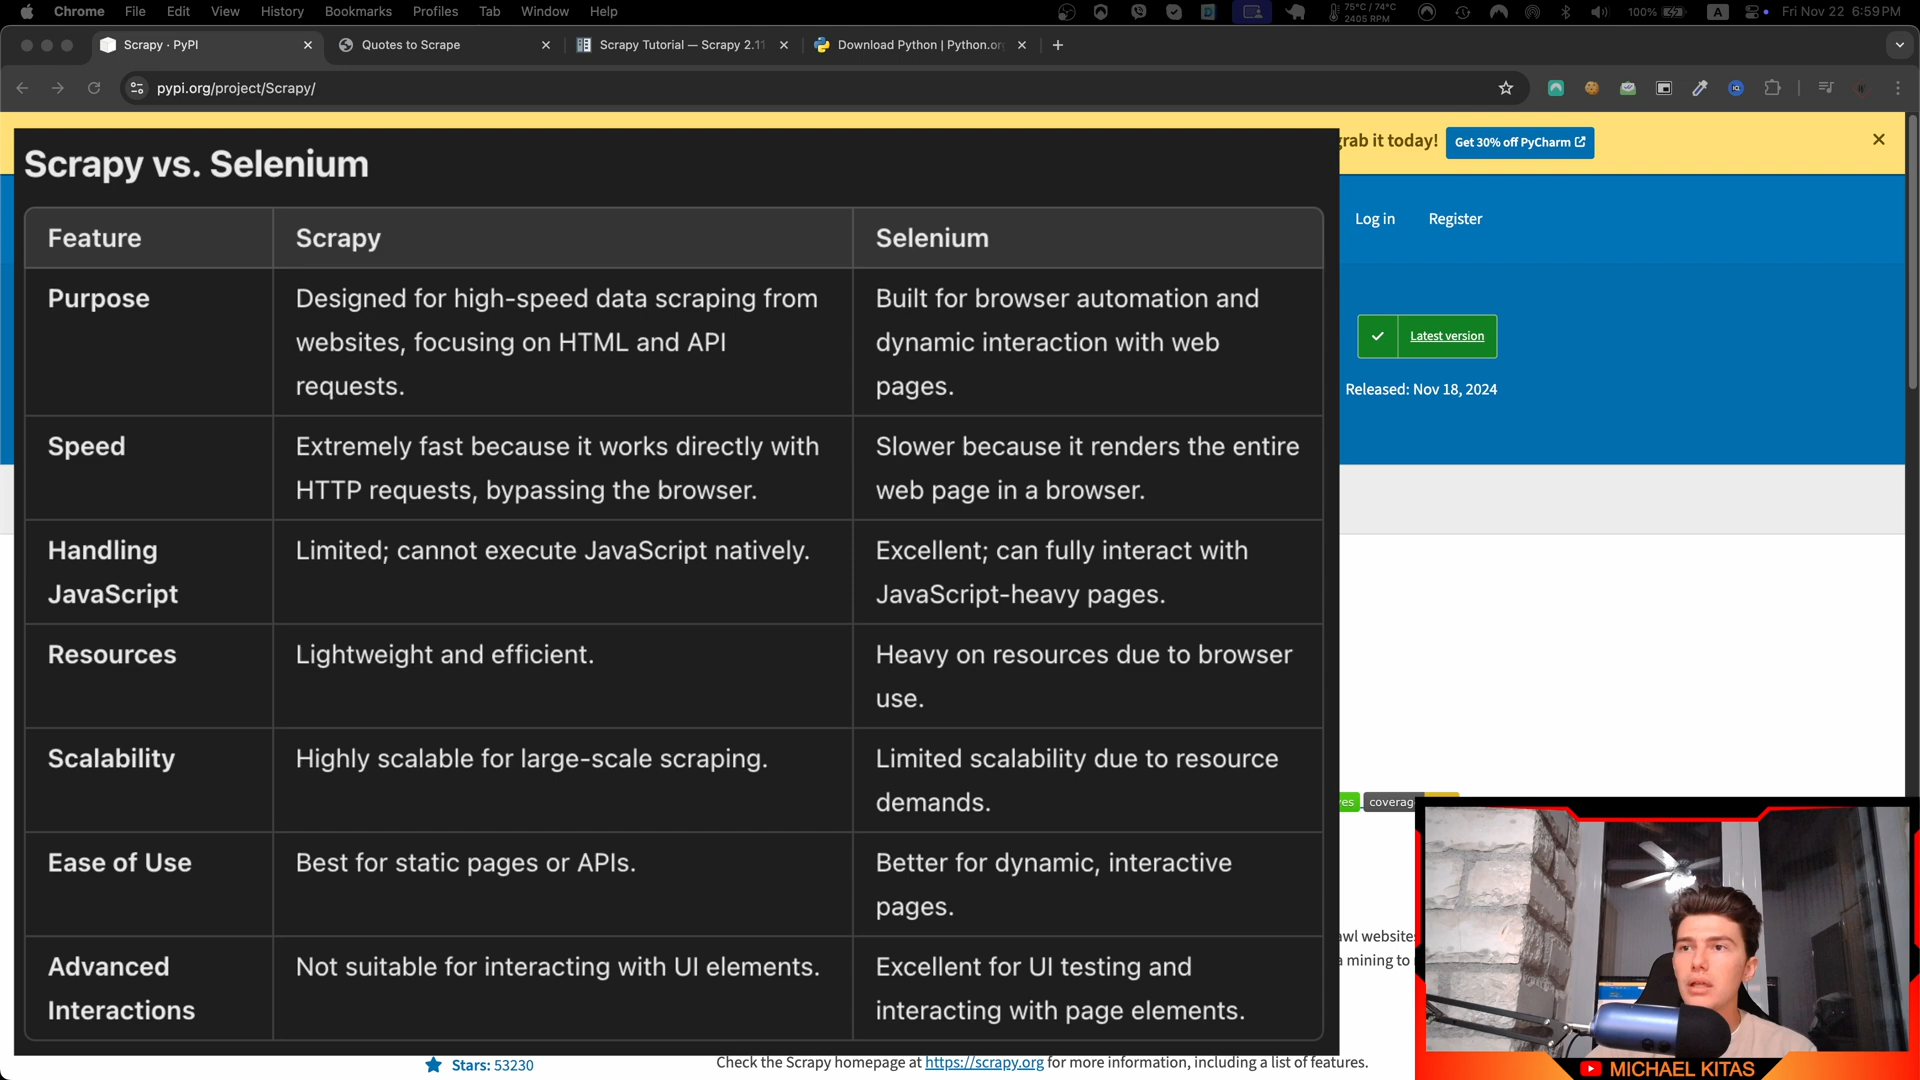 Chrome File Edit View History Bookmarks Profiles Tab Window Help
75°C / 74°C
2405 RPM
100%
A
Fri Nov 22 6:59 PM
Scrapy · PyPI
Quotes to Scrape
Scrapy Tutorial — Scrapy 2.11
Download Python | Python.or
pypi.org/project/Scrapy/
grab it today!
Get 30% off PyCharm
Scrapy vs. Selenium
Log in
Register
Feature
Scrapy
Selenium
Purpose
Designed for high-speed data scraping from
websites, focusing on HTML and API
requests.
Built for browser automation and
dynamic interaction with web
pages.
Latest version
Released: Nov 18, 2024
Speed
Extremely fast because it works directly with
HTTP requests, bypassing the browser.
Slower because it renders the entire
web page in a browser.
Handling
JavaScript
Limited; cannot execute JavaScript natively.
Excellent; can fully interact with
JavaScript-heavy pages.
Resources
Lightweight and efficient.
Heavy on resources due to browser
use.
Scalability
Highly scalable for large-scale scraping.
Limited scalability due to resource
demands.
Ease of Use
Best for static pages or APIs.
Better for dynamic, interactive
pages.
Advanced
Interactions
Not suitable for interacting with UI elements.
Excellent for UI testing and
interacting with page elements.
Stars: 53230
Check the Scrapy homepage at https://scrapy.org for more information, including a list of features.
MICHAEL KITAS